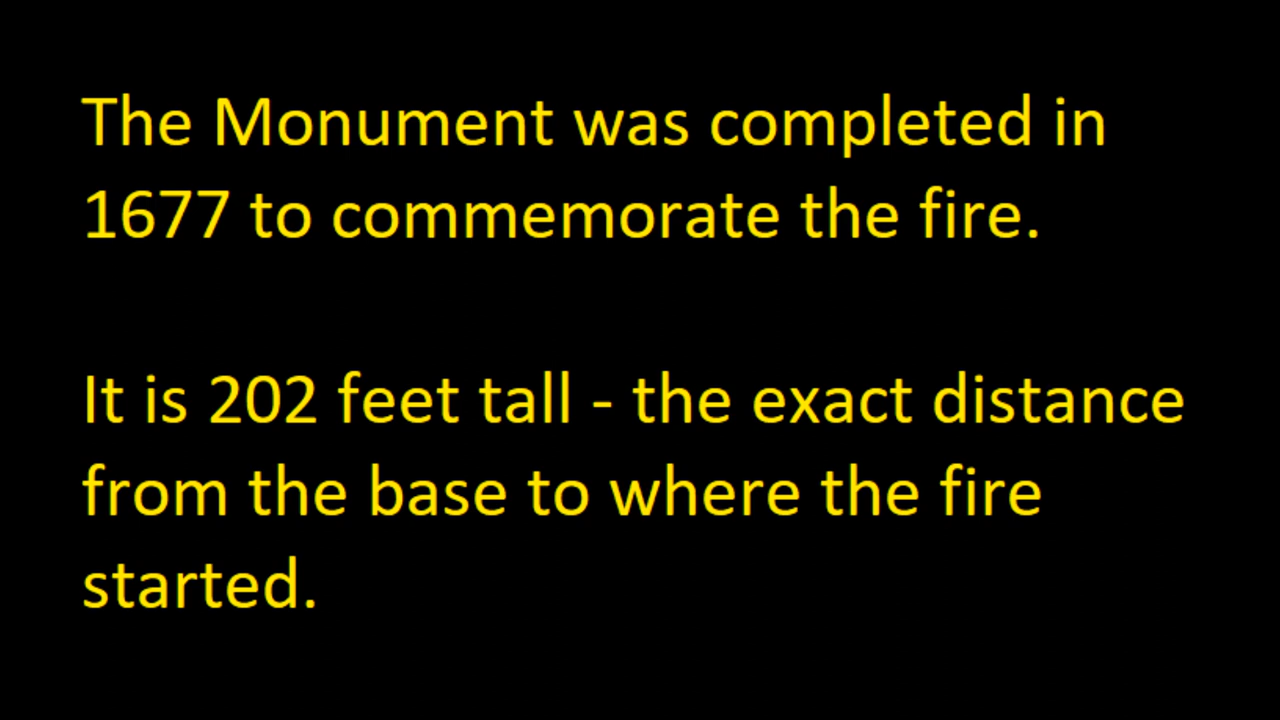 The Monument was completed in
1677 to commemorate the fire.
It is 202 feet tall - the exact distance
from the base to where the fire
started.